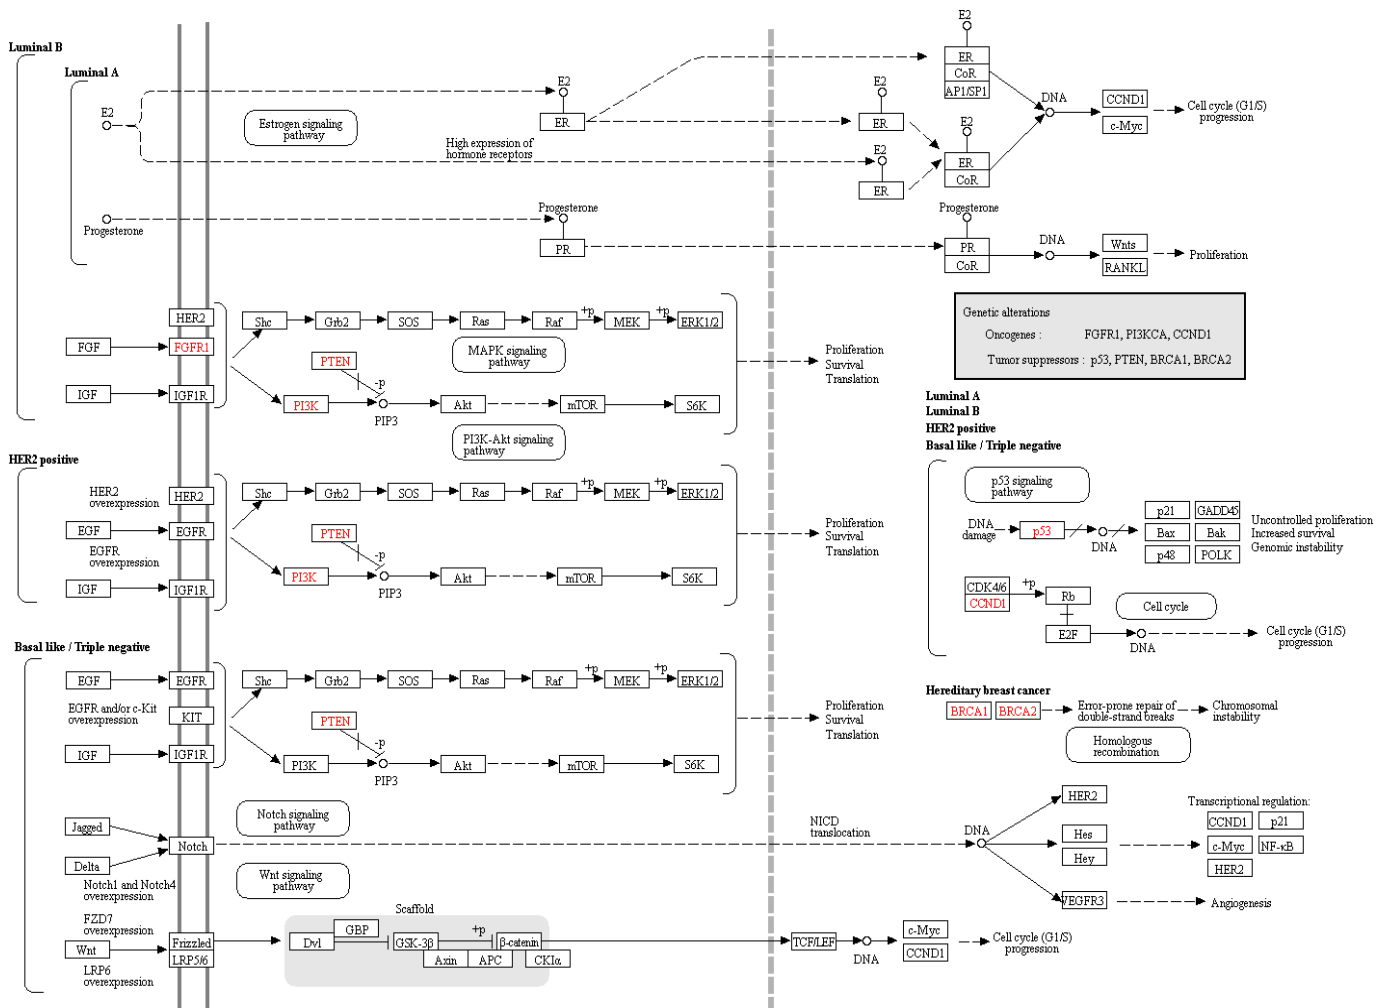 Luminal B
Luminal A
E2
Estrogen signaling
pathway
High expression of
hormone receptors
E2
ER
E2
ER
E2
ER
E2
ER
CoR
AP1/SP1
E2
ER
CoR
DNA
CCND1
c-Myc
Cell cycle (G1/S)
progression
Progesterone
Progesterone
PR
Progesterone
PR
CoR
DNA
Wnts
RANKL
Proliferation
HER2
FGF
FGFR1
IGF
IGF1R
Shc
Grb2
SOS
Ras
Raf
+p
MEK
+p
ERK1/2
MAPK signaling
pathway
PTEN
-p
PI3K
PIP3
Akt
mTOR
S6K
PI3K-Akt signaling
pathway
Proliferation
Survival
Translation
Genetic alterations
Oncogenes : FGFR1, PI3KCA, CCND1
Tumor suppressors : p53, PTEN, BRCA1, BRCA2
HER2 positive
HER2
overexpression
HER2
EGF
EGFR
EGFR
overexpression
IGF
IGF1R
Shc
Grb2
SOS
Ras
Raf
+p
MEK
+p
ERK1/2
PTEN
-p
PI3K
PIP3
Akt
mTOR
S6K
Proliferation
Survival
Translation
Luminal A
Luminal B
HER2 positive
Basal like / Triple negative
p53 signaling
pathway
DNA
damage
p53
DNA
p21
GADD45
Bax
Bak
p48
POLK
Uncontrolled proliferation
Increased survival
Genomic instability
CDK4/6
CCND1
+p
Rb
E2F
Cell cycle
DNA
Cell cycle (G1/S)
progression
Basal like / Triple negative
EGF
EGFR
EGFR and/or c-Kit
overexpression
KIT
IGF
IGF1R
Shc
Grb2
SOS
Ras
Raf
+p
MEK
+p
ERK1/2
PTEN
-p
PI3K
PIP3
Akt
mTOR
S6K
Proliferation
Survival
Translation
Hereditary breast cancer
BRCA1
BRCA2
Error-prone repair of
double-strand breaks
Chromosomal
instability
Homologous
recombination
Jagged
Delta
Notch
Notch1 and Notch4
overexpression
Notch signaling
pathway
NICD
translocation
DNA
HER2
Hes
Hey
VEGFR3
Transcriptional regulation:
CCND1
p21
c-Myc
NF-κB
HER2
Angiogenesis
Wnt signaling
pathway
FZD7
overexpression
Wnt
LRP6
overexpression
Frizzled
LRP5/6
Scaffold
Dvl
GBP
GSK-3β
+p
β-catenin
Axin
APC
CKIα
TCF/LEF
DNA
c-Myc
CCND1
Cell cycle (G1/S)
progression